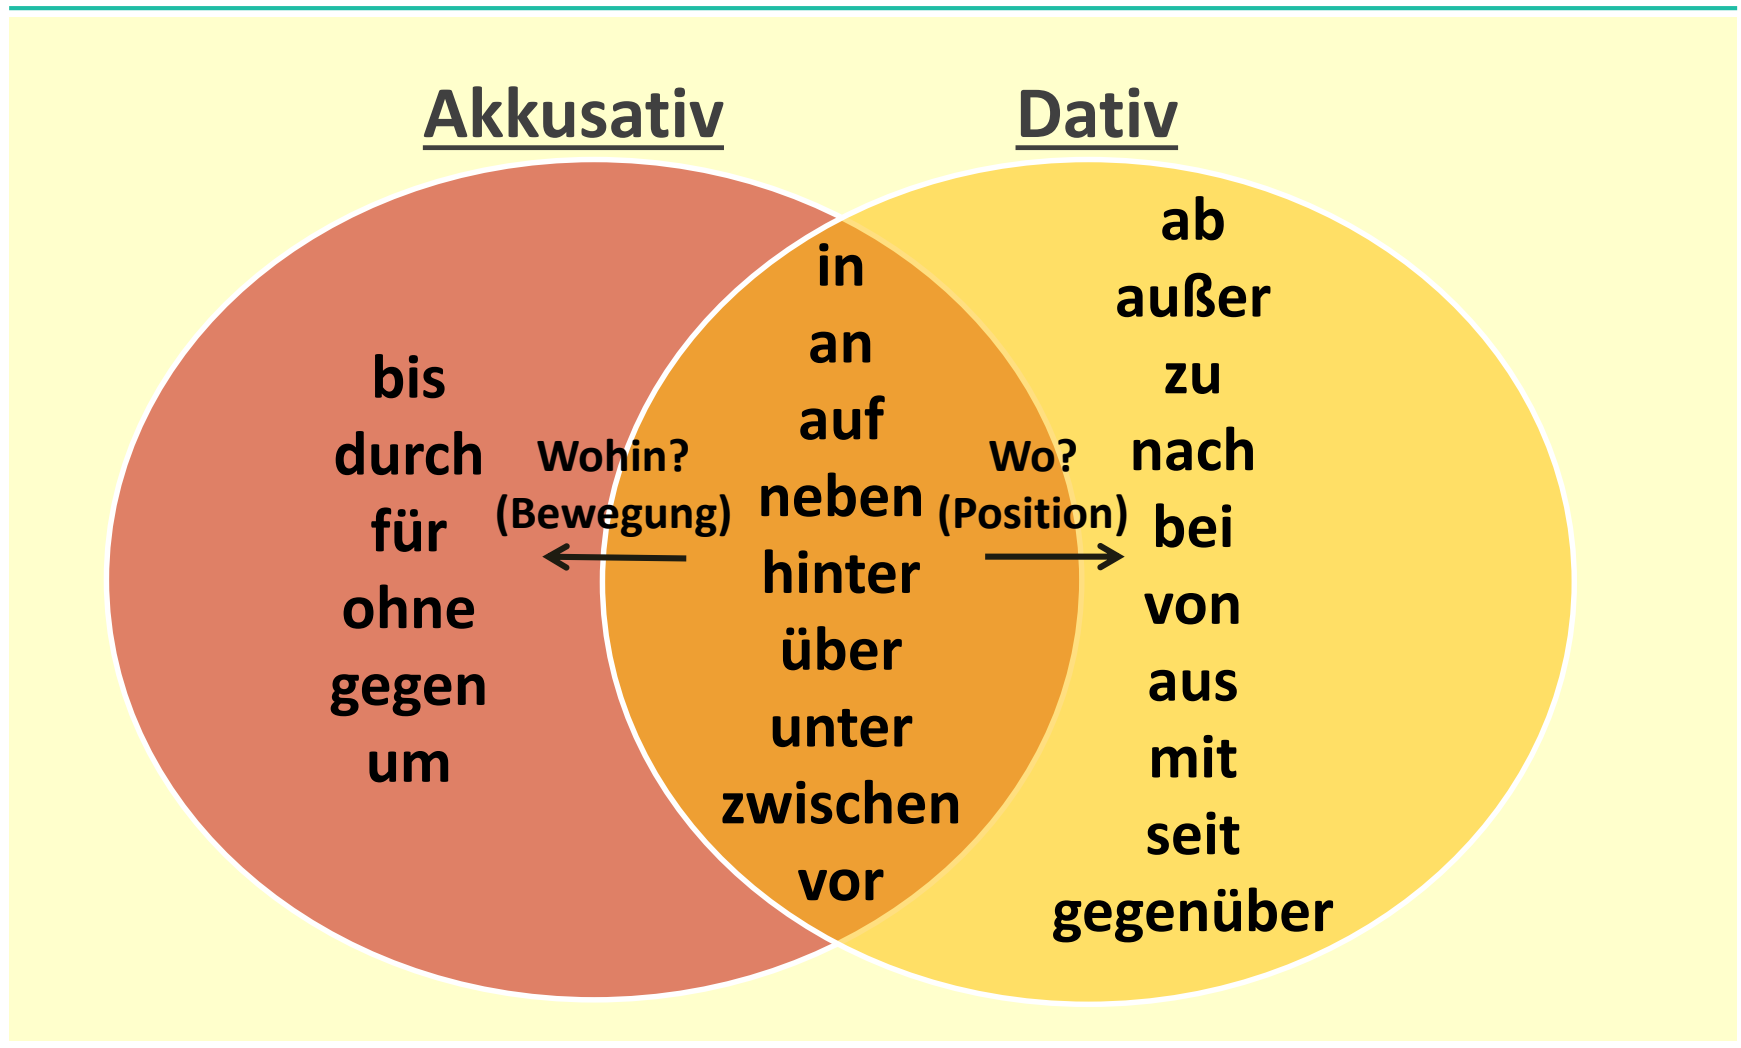 Akkusativ
Dativ
bis
durch
für
ohne
gegen
um
Wohin?
(Bewegung)
in
an
auf
neben
hinter
über
unter
zwischen
vor
Wo?
(Position)
ab
außer
zu
nach
bei
von
aus
mit
seit
gegenüber